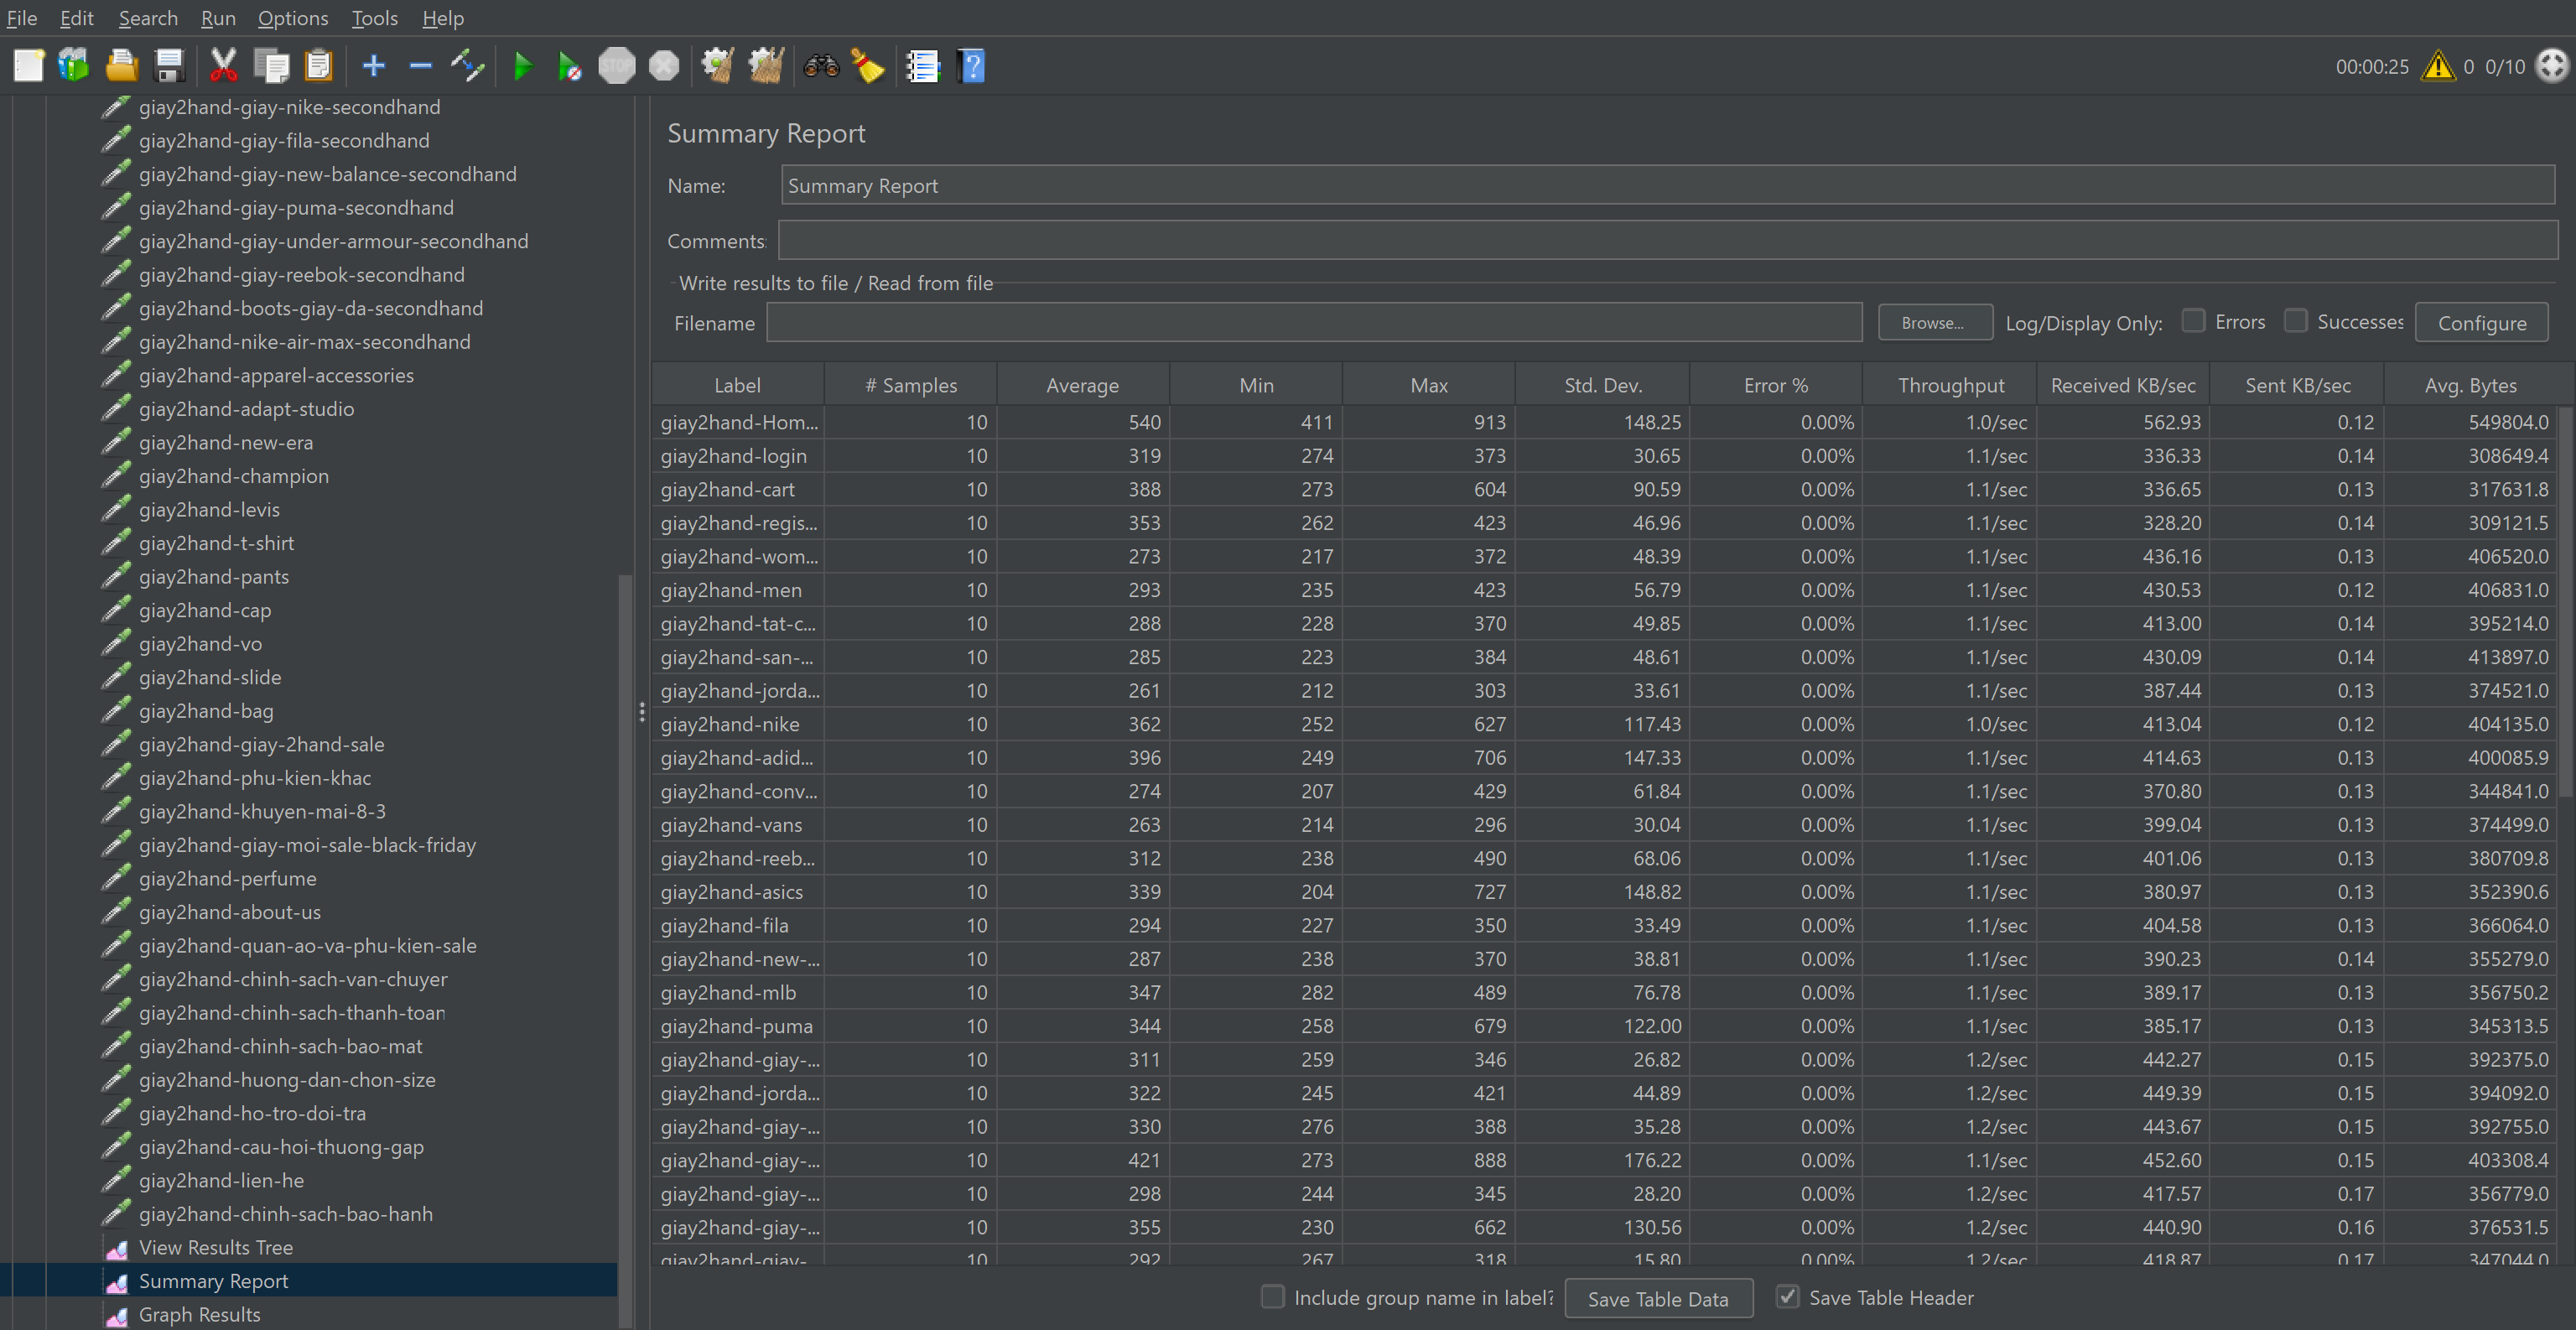 File Edit Search Run Options Tools Help
STOP
00:00:25 0 0/10
giay2hand-giay-nike-secondhand
giay2hand-giay-fila-secondhand
giay2hand-giay-new-balance-secondhand
giay2hand-giay-puma-secondhand
giay2hand-giay-under-armour-secondhand
giay2hand-giay-reebok-secondhand
giay2hand-boots-giay-da-secondhand
giay2hand-nike-air-max-secondhand
giay2hand-apparel-accessories
giay2hand-adapt-studio
giay2hand-new-era
giay2hand-champion
giay2hand-levis
giay2hand-t-shirt
giay2hand-pants
giay2hand-cap
giay2hand-vo
giay2hand-slide
giay2hand-bag
giay2hand-giay-2hand-sale
giay2hand-phu-kien-khac
giay2hand-khuyen-mai-8-3
giay2hand-giay-moi-sale-black-friday
giay2hand-perfume
giay2hand-about-us
giay2hand-quan-ao-va-phu-kien-sale
giay2hand-chinh-sach-van-chuyer
giay2hand-chinh-sach-thanh-toan
giay2hand-chinh-sach-bao-mat
giay2hand-huong-dan-chon-size
giay2hand-ho-tro-doi-tra
giay2hand-cau-hoi-thuong-gap
giay2hand-lien-he
giay2hand-chinh-sach-bao-hanh
View Results Tree
Summary Report
Graph Results
Summary Report
Name: Summary Report
Comments:
Write results to file / Read from file
Filename Browse... Log/Display Only: Errors Successes Configure
Label # Samples Average Min Max Std. Dev. Error % Throughput Received KB/sec Sent KB/sec Avg. Bytes
giay2hand-Hom... 10 540 411 913 148.25 0.00% 1.0/sec 562.93 0.12 549804.0
giay2hand-login 10 319 274 373 30.65 0.00% 1.1/sec 336.33 0.14 308649.4
giay2hand-cart 10 388 273 604 90.59 0.00% 1.1/sec 336.65 0.13 317631.8
giay2hand-regis... 10 353 262 423 46.96 0.00% 1.1/sec 328.20 0.14 309121.5
giay2hand-wom... 10 273 217 372 48.39 0.00% 1.1/sec 436.16 0.13 406520.0
giay2hand-men 10 293 235 423 56.79 0.00% 1.1/sec 430.53 0.12 406831.0
giay2hand-tat-c... 10 288 228 370 49.85 0.00% 1.1/sec 413.00 0.14 395214.0
giay2hand-san-... 10 285 223 384 48.61 0.00% 1.1/sec 430.09 0.14 413897.0
giay2hand-jorda... 10 261 212 303 33.61 0.00% 1.1/sec 387.44 0.13 374521.0
giay2hand-nike 10 362 252 627 117.43 0.00% 1.0/sec 413.04 0.12 404135.0
giay2hand-adid... 10 396 249 706 147.33 0.00% 1.1/sec 414.63 0.13 400085.9
giay2hand-conv... 10 274 207 429 61.84 0.00% 1.1/sec 370.80 0.13 344841.0
giay2hand-vans 10 263 214 296 30.04 0.00% 1.1/sec 399.04 0.13 374499.0
giay2hand-reeb... 10 312 238 490 68.06 0.00% 1.1/sec 401.06 0.13 380709.8
giay2hand-asics 10 339 204 727 148.82 0.00% 1.1/sec 380.97 0.13 352390.6
giay2hand-fila 10 294 227 350 33.49 0.00% 1.1/sec 404.58 0.13 366064.0
giay2hand-new-... 10 287 238 370 38.81 0.00% 1.1/sec 390.23 0.14 355279.0
giay2hand-mlb 10 347 282 489 76.78 0.00% 1.1/sec 389.17 0.13 356750.2
giay2hand-puma 10 344 258 679 122.00 0.00% 1.1/sec 385.17 0.13 345313.5
giay2hand-giay-... 10 311 259 346 26.82 0.00% 1.2/sec 442.27 0.15 392375.0
giay2hand-jorda... 10 322 245 421 44.89 0.00% 1.2/sec 449.39 0.15 394092.0
giay2hand-giay-... 10 330 276 388 35.28 0.00% 1.2/sec 443.67 0.15 392755.0
giay2hand-giay-... 10 421 273 888 176.22 0.00% 1.1/sec 452.60 0.15 403308.4
giay2hand-giay-... 10 298 244 345 28.20 0.00% 1.2/sec 417.57 0.17 356779.0
giay2hand-giay-... 10 355 230 662 130.56 0.00% 1.2/sec 440.90 0.16 376531.5
giay2hand-giay- 10 292 267 318 15.80 0.00% 1.2/sec 418.87 0.17 347044.0
Include group name in label? Save Table Data Save Table Header